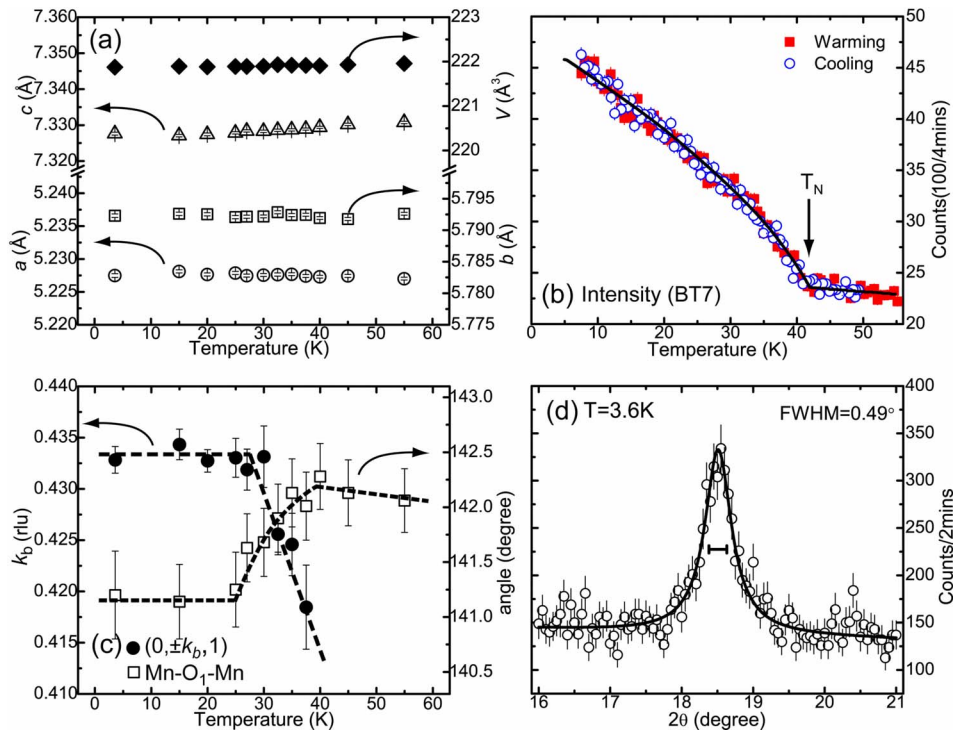 (a)
7.360
7.350
7.340
7.330
7.320
c (Å)
5.240
5.235
5.230
5.225
5.220
a (Å)
223
222
221
220
V (Å³)
5.795
5.790
5.785
5.780
5.775
b (Å)
0 10 20 30 40 50 60
Temperature (K)
Warming
Cooling
T_N
(b) Intensity (BT7)
45
40
35
30
25
20
Counts(100/4mins)
0 10 20 30 40 50
Temperature (K)
0.440
0.435
0.430
0.425
0.420
0.415
0.410
k_b (rlu)
143.0
142.5
142.0
141.5
141.0
140.5
angle (degree)
(c)
(0,±k_b,1)
Mn-O₁-Mn
0 10 20 30 40 50 60
Temperature (K)
(d) T=3.6K
FWHM=0.49°
400
350
300
250
200
150
100
Counts/2mins
16 17 18 19 20 21
2θ (degree)